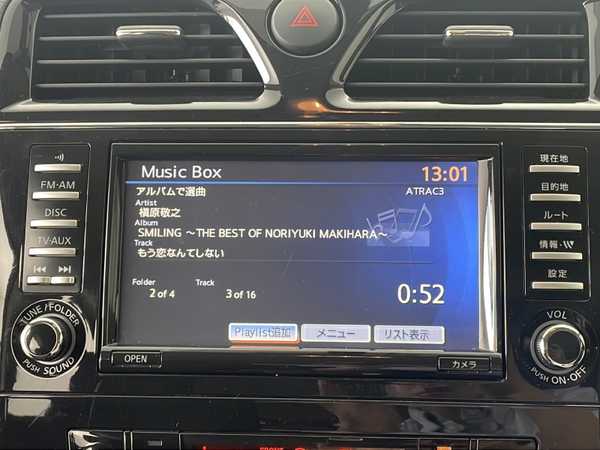 Music Box 13:01
アルバムで選曲 ATRAC3
Artist
槇原敬之
Album
SMILING ～THE BEST OF NORIYUKI MAKIHARA～
Track
もう恋なんてしない
Folder Track
2 of 4 3 of 16 0:52
Playlist追加 メニュー リスト表示
FM・AM
DISC
TV・AUX
TUNE/FOLDER
PUSH SOUND
OPEN
現在地
目的地
ルート
情報・VV
設定
VOL
PUSH ON・OFF
カメラ
FRONT